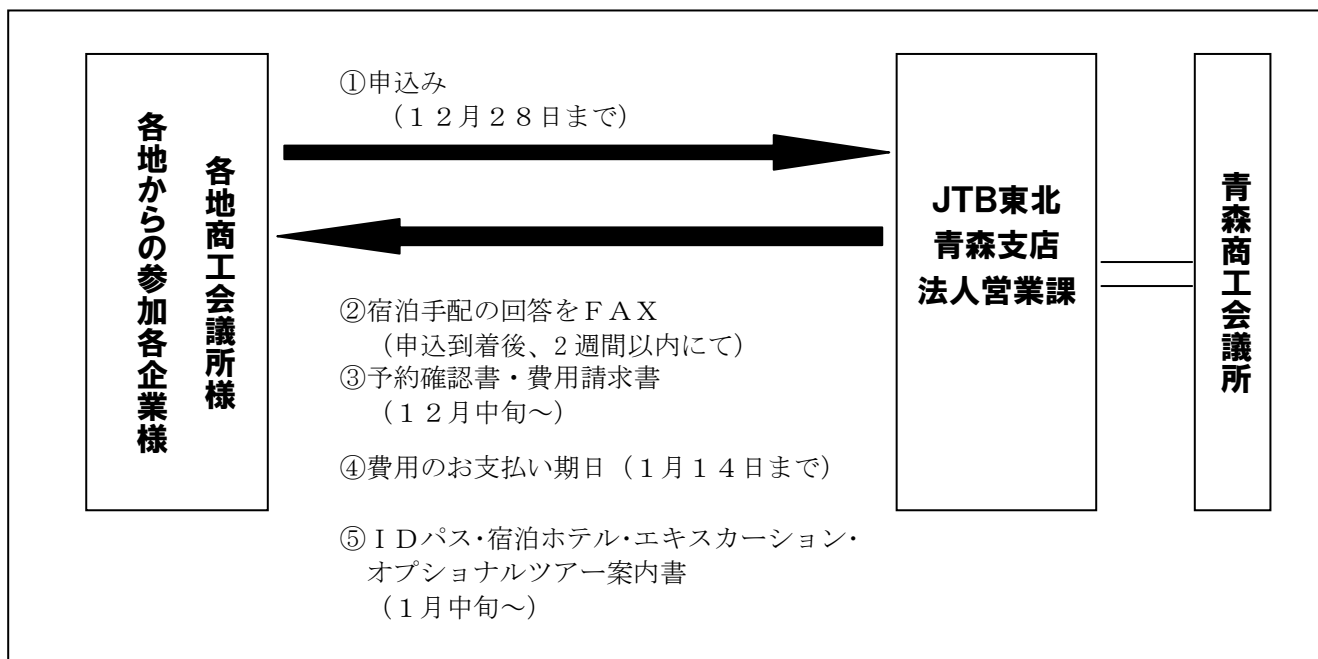 各地商工会議所様
各地からの参加各企業様
①申込み
（１２月２８日まで）
②宿泊手配の回答をＦＡＸ
（申込到着後、2週間以内にて）
③予約確認書・費用請求書
（１２月中旬～）
④費用のお支払い期日（１月１４日まで）
⑤ＩＤパス・宿泊ホテル・エキスカーション・
オプショナルツアー案内書
（１月中旬～）
JTB東北
青森支店
法人営業課
青森商工会議所